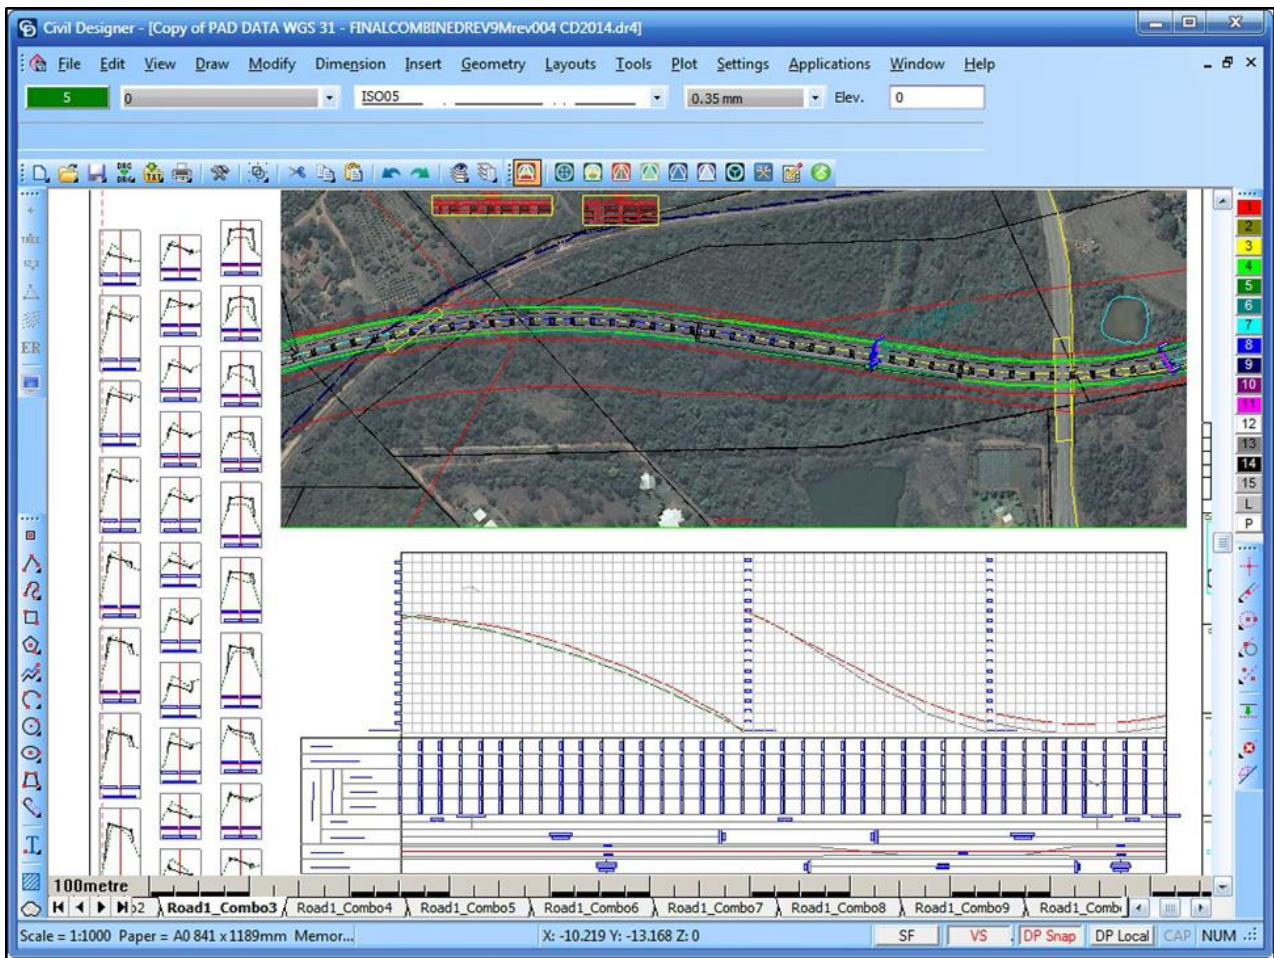 Civil Designer - [Copy of PAD DATA WGS 31 - FINALCOMBINEDREV9Mrev004 CD2014.dr4]
File Edit View Draw Modify Dimension Insert Geometry Layouts Tools Plot Settings Applications Window Help
5 0 ISO05 0.35 mm Elev. 0
TREE
ER
1
2
3
4
5
6
7
8
9
10
11
12
13
14
15
L
P
T
100metre
Road1_Combo3 Road1_Combo4 Road1_Combo5 Road1_Combo6 Road1_Combo7 Road1_Combo8 Road1_Combo9
Scale = 1:1000 Paper = A0 841 x 1189mm Memor... X: -10.219 Y: -13.168 Z: 0 SF VS DP Snap DP Local CAP NUM